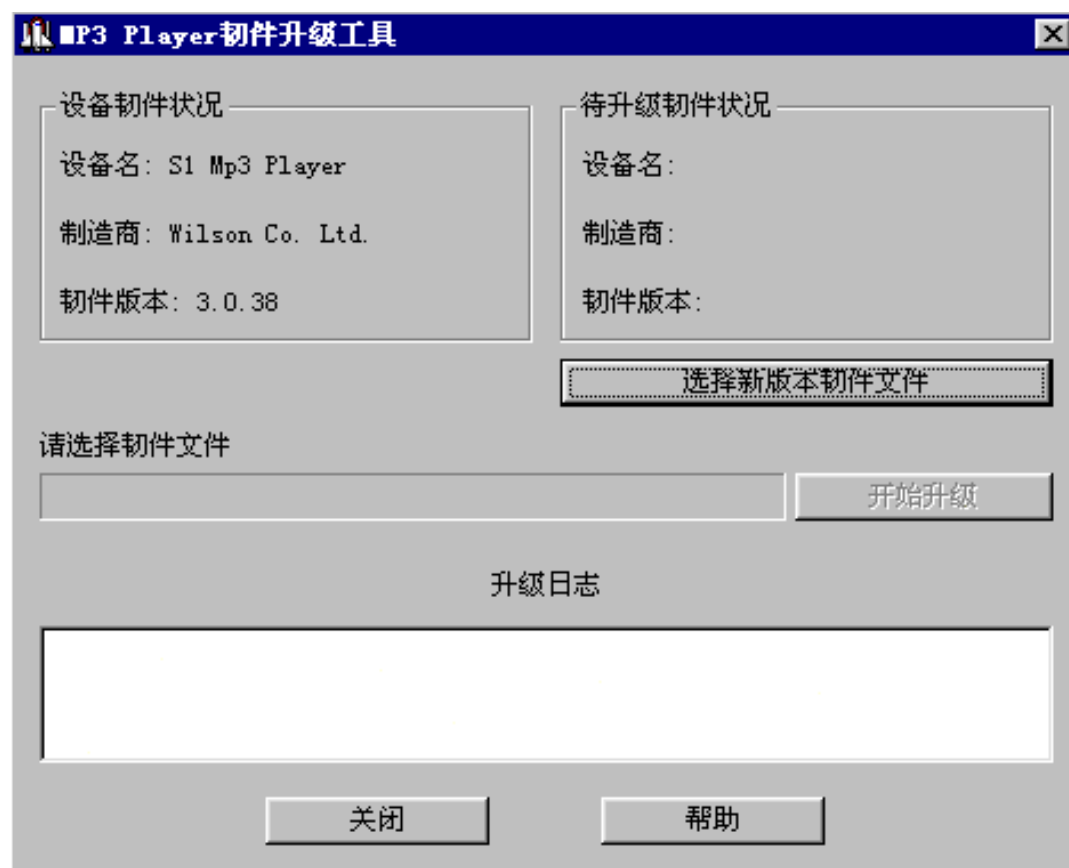 MP3 Player韧件升级工具
设备韧件状况
设备名: S1 Mp3 Player
制造商: Wilson Co. Ltd.
韧件版本: 3.0.38
待升级韧件状况
设备名:
制造商:
韧件版本:
选择新版本韧件文件
请选择韧件文件
开始升级
升级日志
关闭
帮助